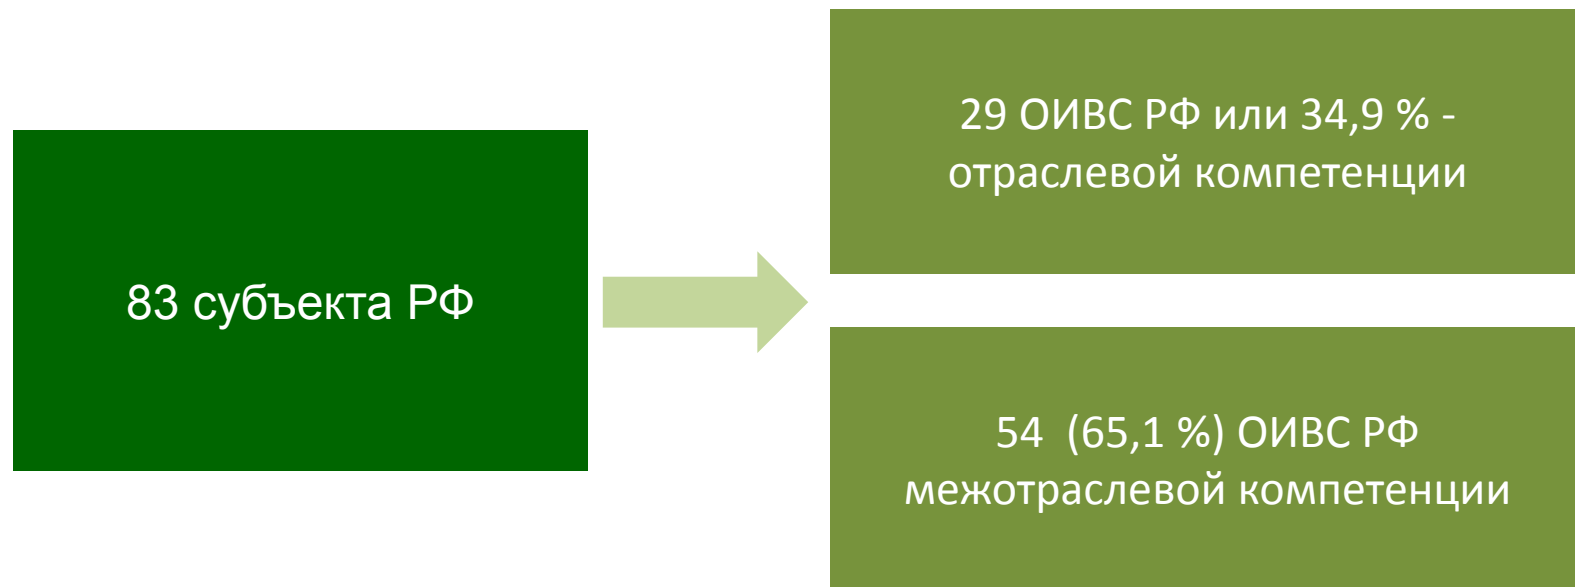 83 субъекта РФ
29 ОИВС РФ или 34,9 % -
отраслевой компетенции
54  (65,1 %) ОИВС РФ
межотраслевой компетенции